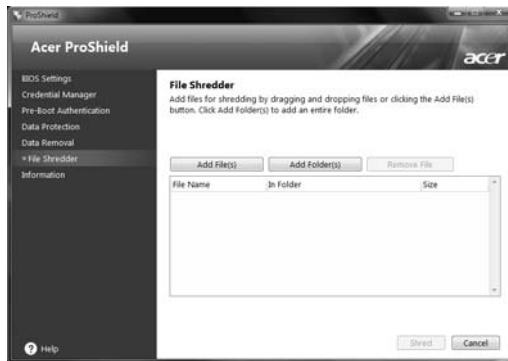 ProShield
Acer ProShield
acer
BIOS Settings
Credential Manager
Pre-Boot Authentication
Data Protection
Data Removal
File Shredder
Information
Help
File Shredder
Add files for shredding by dragging and dropping files or clicking the Add File(s)
button. Click Add Folder(s) to add an entire folder.
Add File(s) Add Folder(s) Remove File
File Name In Folder Size
Shred Cancel